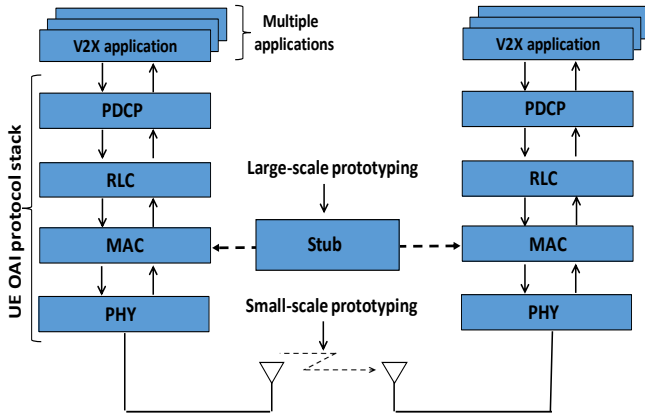 V2X application
Multiple
applications
V2X application
UE OAI protocol stack
PDCP
PDCP
RLC
Large-scale prototyping
RLC
MAC
Stub
MAC
PHY
Small-scale prototyping
PHY